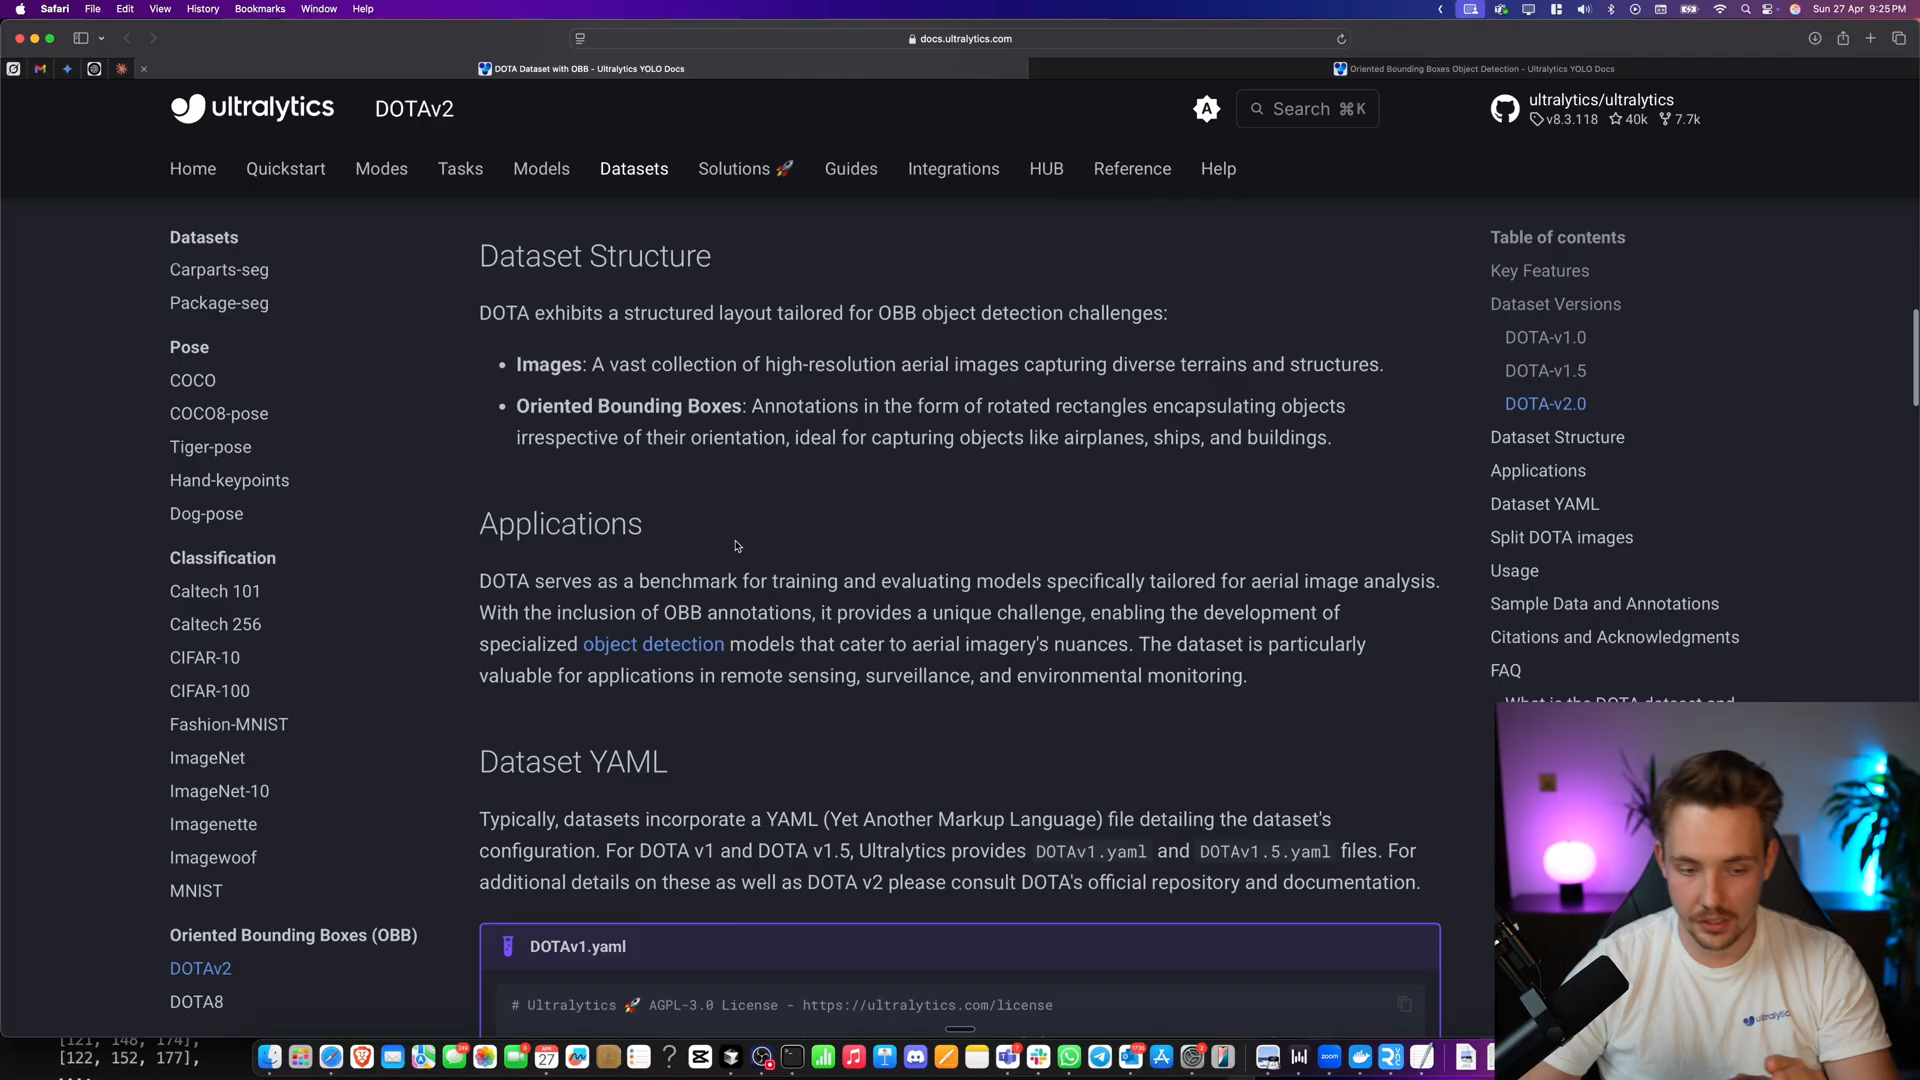 Safari File Edit View History Bookmarks Window Help
Sun 27 Apr 9:25 PM
docs.ultralytics.com
DOTA Dataset with OBB - Ultralytics YOLO Docs
Oriented Bounding Boxes Object Detection - Ultralytics YOLO Docs
ultralytics DOTAv2
Search ⌘ K
ultralytics/ultralytics
v8.3.118 40k 7.7k
Home Quickstart Modes Tasks Models Datasets Solutions 🚀 Guides Integrations HUB Reference Help
Datasets
Carparts-seg
Package-seg
Pose
COCO
COCO8-pose
Tiger-pose
Hand-keypoints
Dog-pose
Classification
Caltech 101
Caltech 256
CIFAR-10
CIFAR-100
Fashion-MNIST
ImageNet
ImageNet-10
Imagenette
Imagewoof
MNIST
Oriented Bounding Boxes (OBB)
DOTAv2
DOTA8
Dataset Structure
DOTA exhibits a structured layout tailored for OBB object detection challenges:
• Images: A vast collection of high-resolution aerial images capturing diverse terrains and structures.
• Oriented Bounding Boxes: Annotations in the form of rotated rectangles encapsulating objects
irrespective of their orientation, ideal for capturing objects like airplanes, ships, and buildings.
Applications
DOTA serves as a benchmark for training and evaluating models specifically tailored for aerial image analysis.
With the inclusion of OBB annotations, it provides a unique challenge, enabling the development of
specialized object detection models that cater to aerial imagery's nuances. The dataset is particularly
valuable for applications in remote sensing, surveillance, and environmental monitoring.
Dataset YAML
Typically, datasets incorporate a YAML (Yet Another Markup Language) file detailing the dataset's
configuration. For DOTA v1 and DOTA v1.5, Ultralytics provides DOTAv1.yaml and DOTAv1.5.yaml files. For
additional details on these as well as DOTA v2 please consult DOTA's official repository and documentation.
DOTAv1.yaml
# Ultralytics 🚀 AGPL-3.0 License - https://ultralytics.com/license
Table of contents
Key Features
Dataset Versions
DOTA-v1.0
DOTA-v1.5
DOTA-v2.0
Dataset Structure
Applications
Dataset YAML
Split DOTA images
Usage
Sample Data and Annotations
Citations and Acknowledgments
FAQ
What is the DOTA dataset and
ultralytic
[121, 148, 174],
[122, 152, 177],